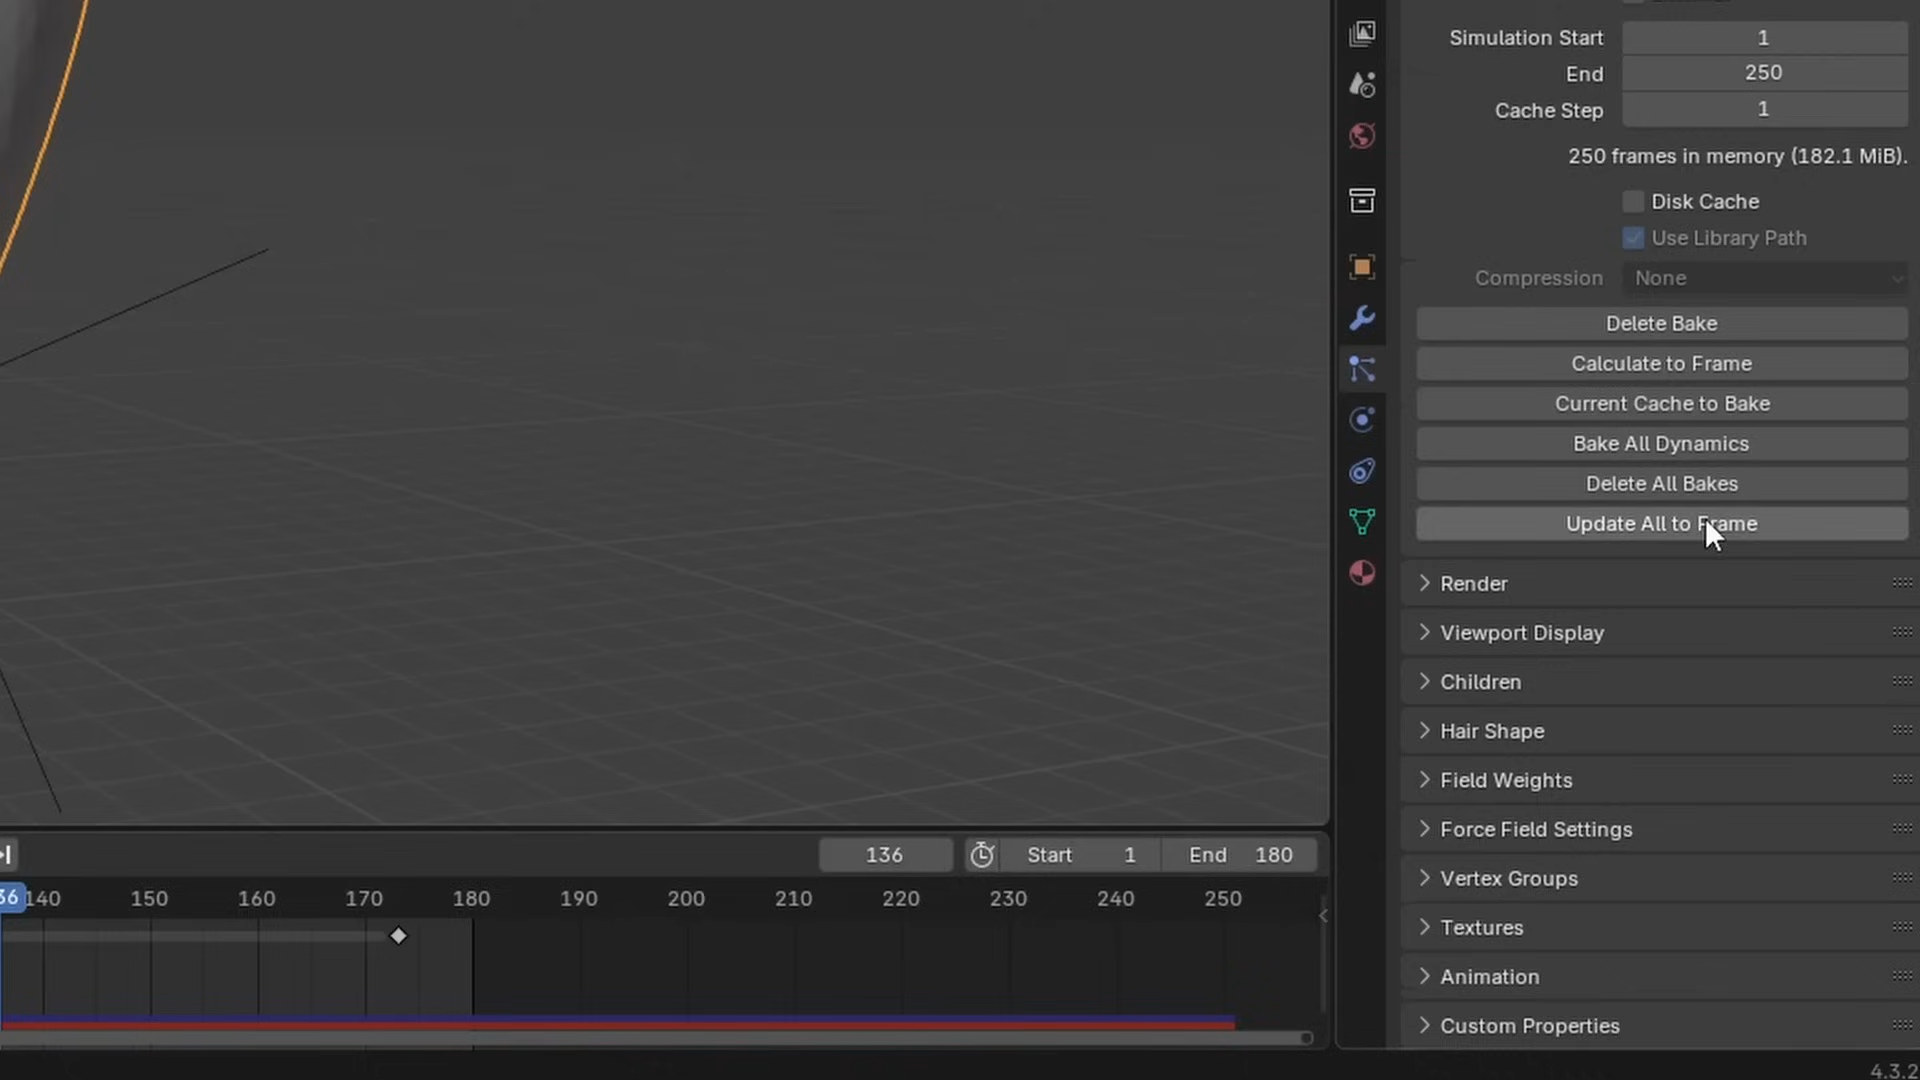 Simulation Start 1
End 250
Cache Step 1
250 frames in memory (182.1 MiB).
Disk Cache
Use Library Path
Compression None
Delete Bake
Calculate to Frame
Current Cache to Bake
Bake All Dynamics
Delete All Bakes
Update All to Frame
Render
Viewport Display
Children
Hair Shape
Field Weights
Force Field Settings
Vertex Groups
Textures
Animation
Custom Properties
136 Start 1 End 180
36 140 150 160 170 180 190 200 210 220 230 240 250
4.3.2